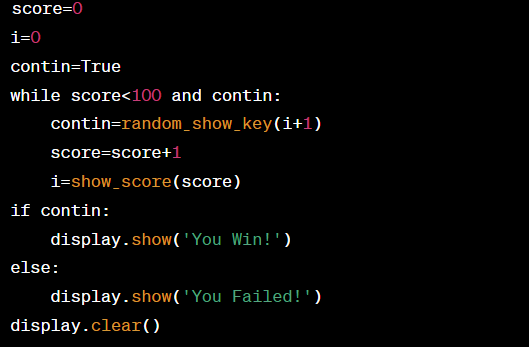 score=0
i=0
contin=True
while score<100 and contin:
    contin=random_show_key(i+1)
    score=score+1
    i=show_score(score)
if contin:
    display.show('You Win!')
else:
    display.show('You Failed!')
display.clear()